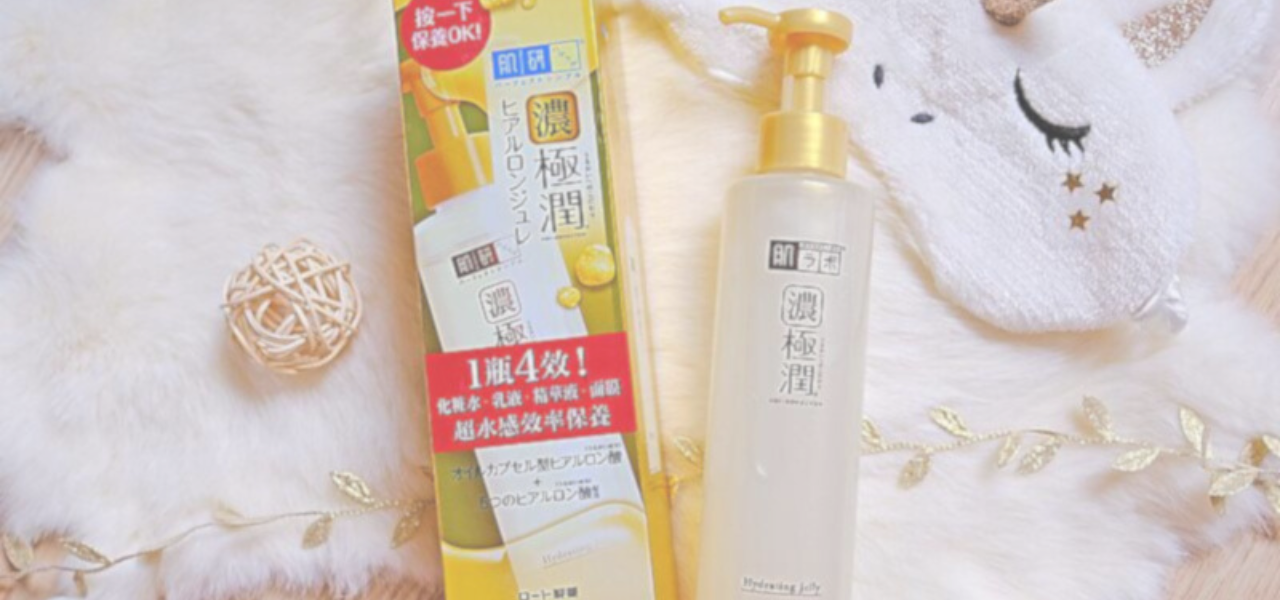 按一下
保養OK!
肌研
濃
極潤
ヒアルロンジュレ
肌研
濃
極
1瓶4效!
化粧水・乳液・精華液・面膜
超水感效率保養
オイルカプセル型ヒアルロン酸
+
6つのヒアルロン酸
Hydrating
ロート製薬
肌ラボ
濃
極
潤
Hydrating jelly